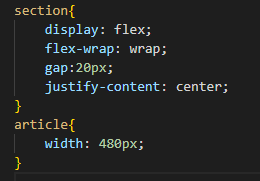 section{
    display: flex;
    flex-wrap: wrap;
    gap:20px;
    justify-content: center;
}
article{
    width: 480px;
}